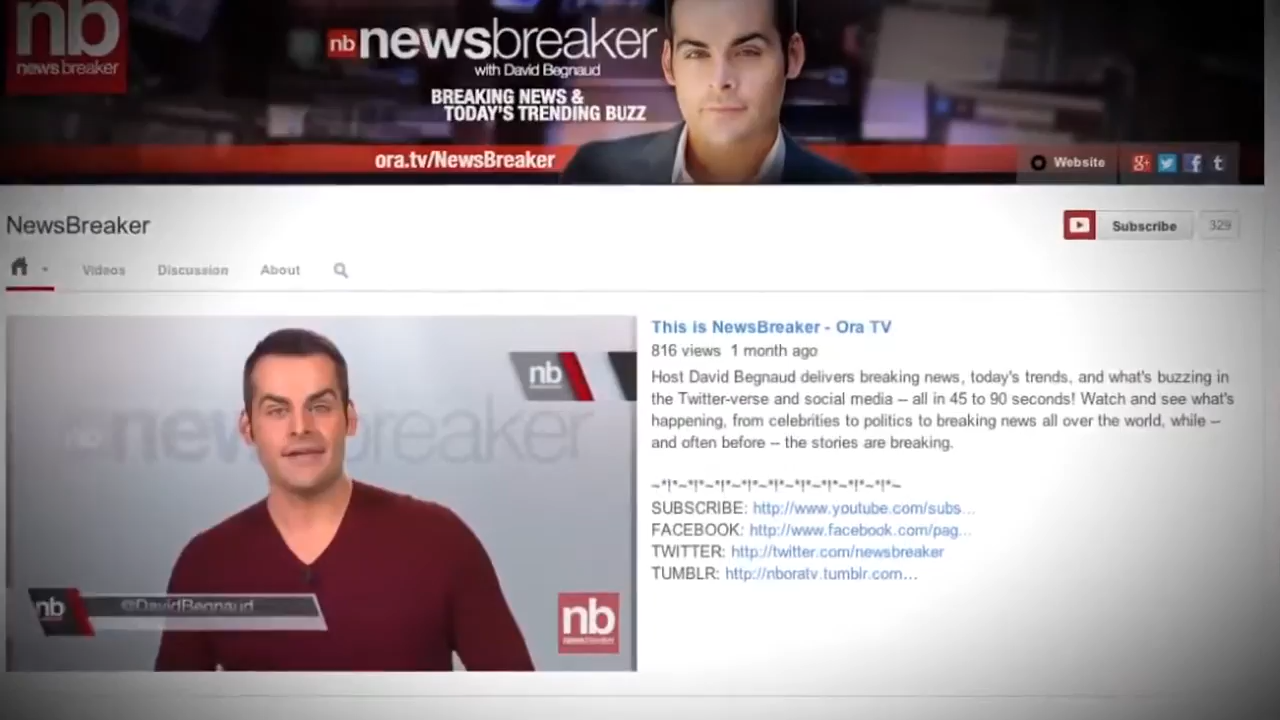 nb
newsbreaker
nb newsbreaker
with David Begnaud
BREAKING NEWS &
TODAY'S TRENDING BUZZ
ora.tv/NewsBreaker
Website
g+ f t
NewsBreaker
Subscribe 329
Videos Discussion About
This is NewsBreaker - Ora TV
816 views 1 month ago
Host David Begnaud delivers breaking news, today's trends, and what's buzzing in
the Twitter-verse and social media -- all in 45 to 90 seconds! Watch and see what's
happening, from celebrities to politics to breaking news all over the world, while --
and often before -- the stories are breaking.
~*!*~*!*~*!*~*!*~*!*~*!*~*!*~*!*~*!*~
SUBSCRIBE: http://www.youtube.com/subs...
FACEBOOK: http://www.facebook.com/pag...
TWITTER: http://twitter.com/newsbreaker
TUMBLR: http://nboratv.tumblr.com...
nb
nb newsbreaker
nb @DavidBegnaud
nb
newsbreaker